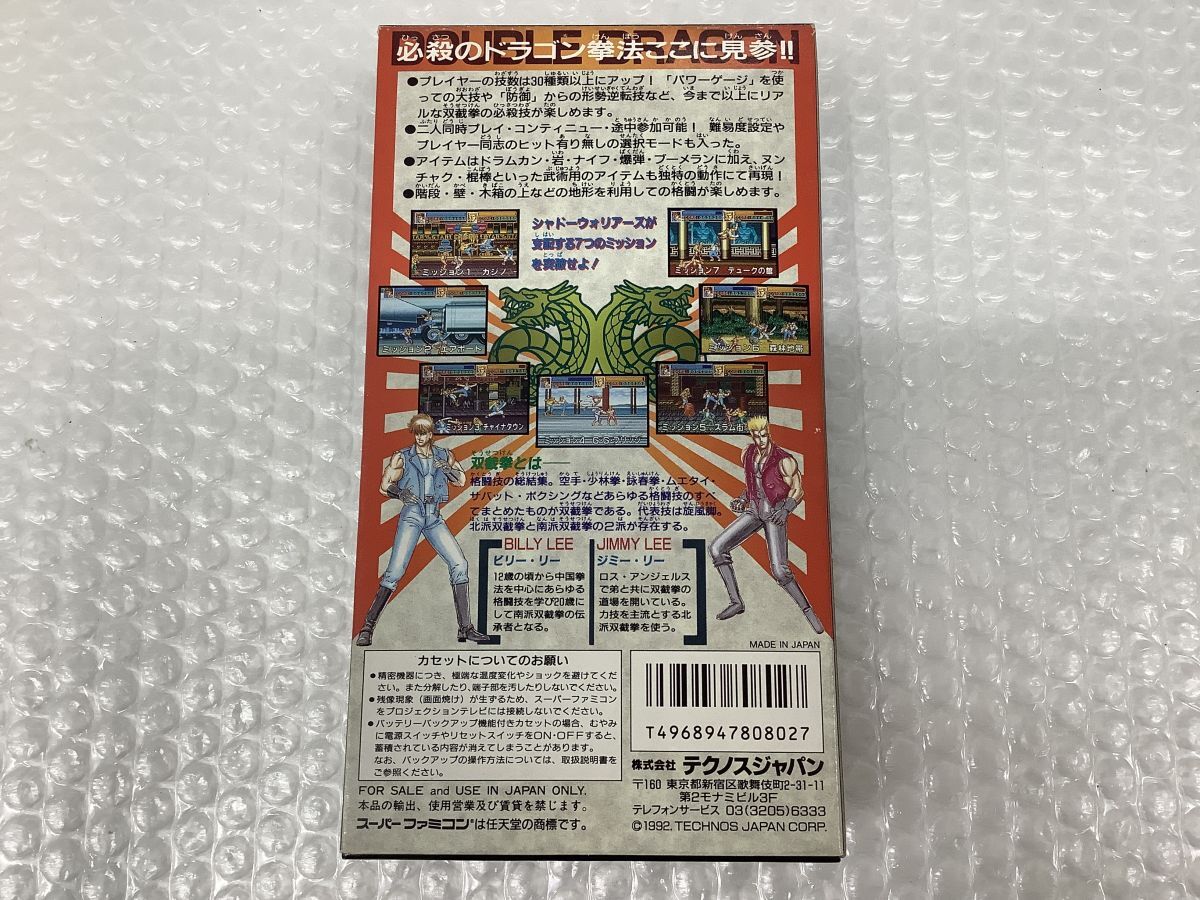 DOUBLE DRAGON
必殺のドラゴン拳法ここに見参!!
●プレイヤーの技数は30種類以上にアップ! 「パワーゲージ」を使
っての大技や「防御」からの形勢逆転技など、今まで以上にリア
ルな双截拳の必殺技が楽しめます。
●二人同時プレイ・コンティニュー・途中参加可能! 難易度設定や
プレイヤー同志のヒット有り無しの選択モードも入った。
●アイテムはドラムカン・岩・ナイフ・爆弾・ブーメランに加え、ヌン
チャク・棍棒といった武術用のアイテムも独特の動作にて再現!
●階段・壁・木箱の上などの地形を利用しての格闘が楽しめます。
シャドーウォリアーズが
支配する7つのミッション
を突破せよ!
ミッション1 カジノ
ミッション7 デュークの館
ミッション2 エアポート
ミッション6 森林地帯
ミッション3 チャイナタウン
ミッション4
ミッション5 スラム街
双截拳とは
格闘技の総結集。空手・少林拳・詠春拳・ムエタイ・
サバット・ボクシングなどあらゆる格闘技のすべ
てまとめたものが双截拳である。代表技は旋風脚。
北派双截拳と南派双截拳の2派が存在する。
BILLY LEE
ビリー・リー
12歳の頃から中国拳
法を中心にあらゆる
格闘技を学び20歳に
して南派双截拳の伝
承者となる。
JIMMY LEE
ジミー・リー
ロス・アンジェルス
で弟と共に双截拳の
道場を開いている。
力技を主流とする北
派双截拳を使う。
MADE IN JAPAN
カセットについてのお願い
●精密機器につき、極端な温度変化やショックを避けてくだ
さい。また分解したり、端子部を汚したりしないでください。
●残像現象(画面焼け)が生ずるため、スーパーファミコン
をプロジェクションテレビには接続しないでください。
●バッテリーバックアップ機能付きカセットの場合、むやみ
に電源スイッチやリセットスイッチをON・OFFすると、
蓄積されている内容が消えてしまうことがあります。
なお、バックアップの操作方法については、取扱説明書を
ご参照ください。
T4968947808027
FOR SALE and USE IN JAPAN ONLY.
本品の輸出、使用営業及び賃貸を禁じます。
スーパーファミコン®は任天堂の商標です。
株式会社 テクノスジャパン
〒160 東京都新宿区歌舞伎町2-31-11
第2モナミビル3F
テレフォンサービス 03(3205)6333
©1992. TECHNOS JAPAN CORP.